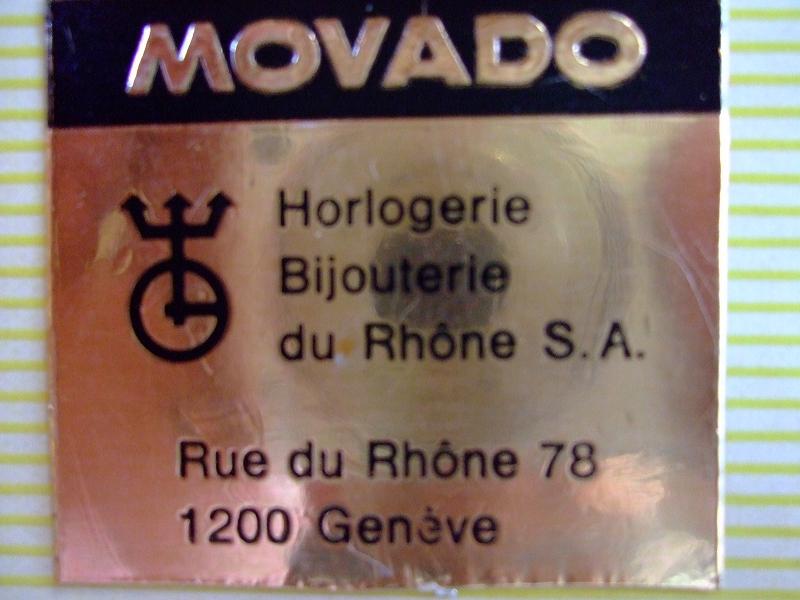 MOVADO
Horlogerie
Bijouterie
du Rhône S.A.
Rue du Rhône 78
1200 Genève